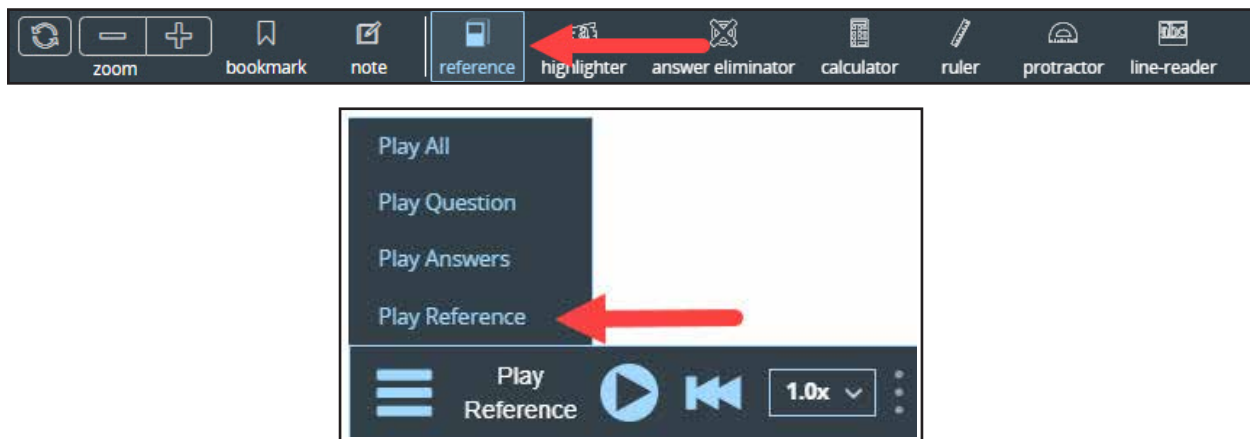 zoom bookmark note reference highlighter answer eliminator calculator ruler protractor line-reader
Play All
Play Question
Play Answers
Play Reference
Play
Reference
1.0x